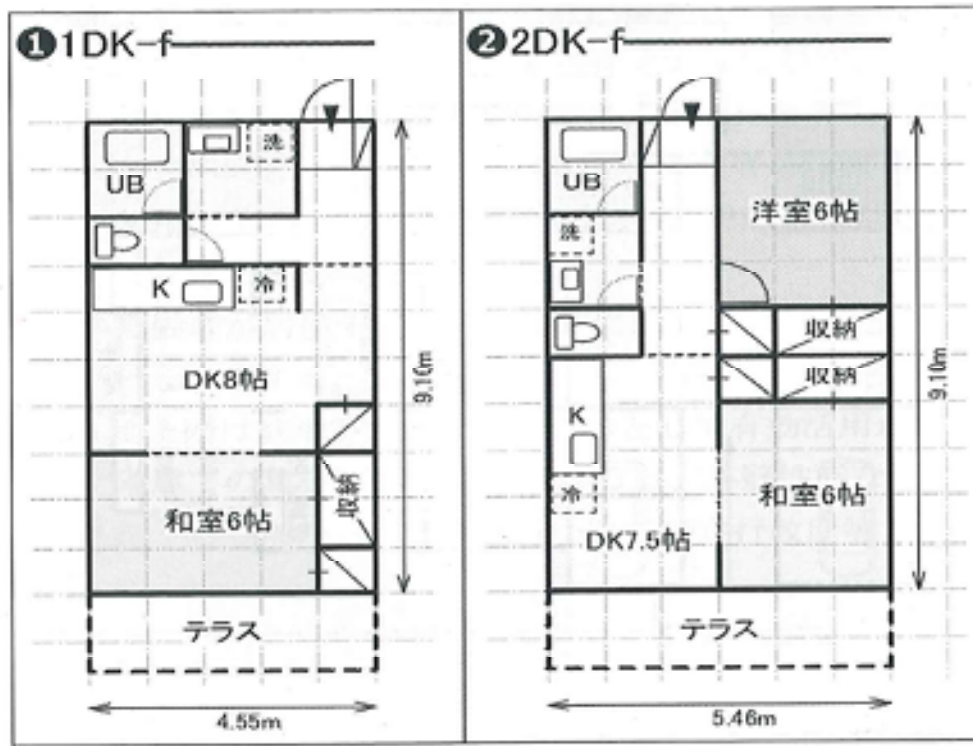 ❶1DK-f
UB
洗
K
冷
DK8帖
9.10m
和室6帖
収納
テラス
4.55m
❷2DK-f
UB
洋室6帖
洗
収納
収納
K
冷
和室6帖
DK7.5帖
9.10m
テラス
5.46m